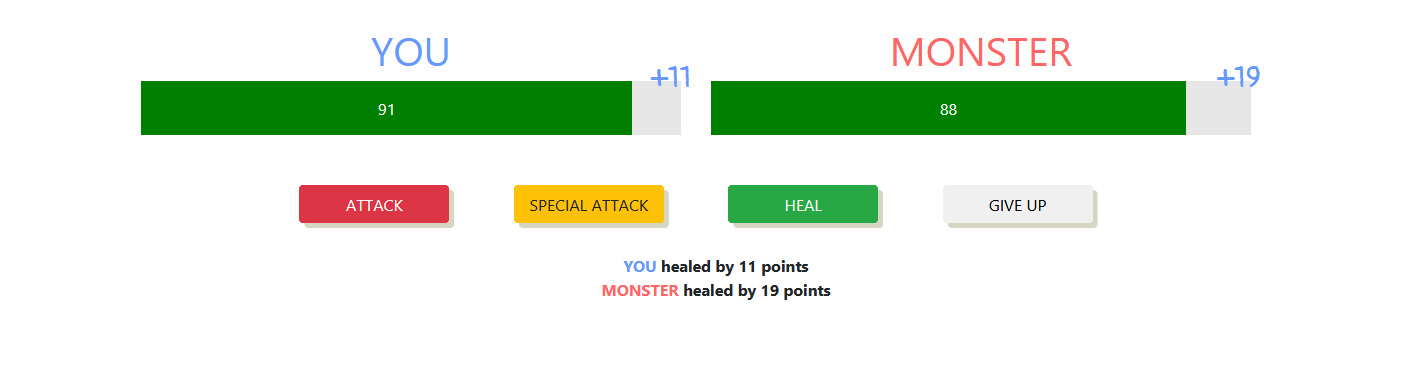 YOU
MONSTER
+11
+19
91
88
ATTACK
SPECIAL ATTACK
HEAL
GIVE UP
YOU healed by 11 points
MONSTER healed by 19 points